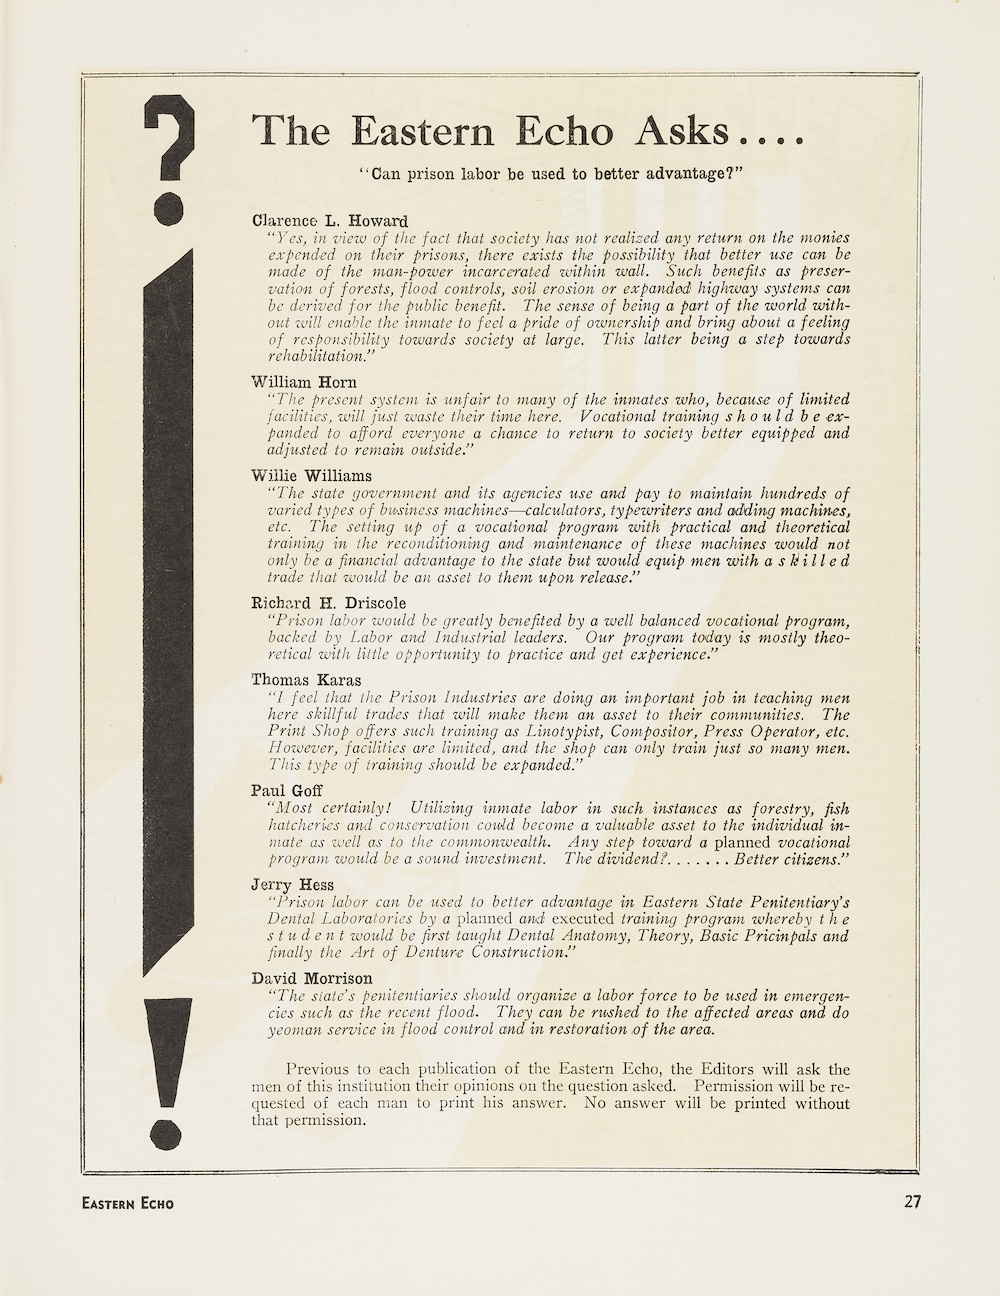 ?
The Eastern Echo Asks....
"Can prison labor be used to better advantage?"
Clarence L. Howard
"Yes, in view of the fact that society has not realized any return on the monies
expended on their prisons, there exists the possibility that better use can be
made of the man-power incarcerated within wall. Such benefits as preser-
vation of forests, flood controls, soil erosion or expanded highway systems can
be derived for the public benefit. The sense of being a part of the world with-
out will enable the inmate to feel a pride of ownership and bring about a feeling
of responsibility towards society at large. This latter being a step towards
rehabilitation."
William Horn
"The present system is unfair to many of the inmates who, because of limited
facilities, will just waste their time here. Vocational training s h o u l d b e ex-
panded to afford everyone a chance to return to society better equipped and
adjusted to remain outside."
Willie Williams
"The state government and its agencies use and pay to maintain hundreds of
varied types of business machines—calculators, typewriters and adding machines,
etc. The setting up of a vocational program with practical and theoretical
training in the reconditioning and maintenance of these machines would not
only be a financial advantage to the state but would equip men with a s k i l l e d
trade that would be an asset to them upon release."
Richard H. Driscole
"Prison labor would be greatly benefited by a well balanced vocational program,
backed by Labor and Industrial leaders. Our program today is mostly theo-
retical with little opportunity to practice and get experience."
Thomas Karas
"I feel that the Prison Industries are doing an important job in teaching men
here skillful trades that will make them an asset to their communities. The
Print Shop offers such training as Linotypist, Compositor, Press Operator, etc.
However, facilities are limited, and the shop can only train just so many men.
This type of training should be expanded."
Paul Goff
"Most certainly! Utilizing inmate labor in such instances as forestry, fish
hatcheries and conservation could become a valuable asset to the individual in-
mate as well as to the commonwealth. Any step toward a planned vocational
program would be a sound investment. The dividend?. . . . . . . Better citizens."
Jerry Hess
"Prison labor can be used to better advantage in Eastern State Penitentiary's
Dental Laboratories by a planned and executed training program whereby t h e
s t u d e n t would be first taught Dental Anatomy, Theory, Basic Pricinpals and
finally the Art of Denture Construction."
David Morrison
"The state's penitentiaries should organize a labor force to be used in emergen-
cies such as the recent flood. They can be rushed to the affected areas and do
yeoman service in flood control and in restoration of the area.
Previous to each publication of the Eastern Echo, the Editors will ask the
men of this institution their opinions on the question asked. Permission will be re-
quested of each man to print his answer. No answer will be printed without
that permission.
!
EASTERN ECHO
27